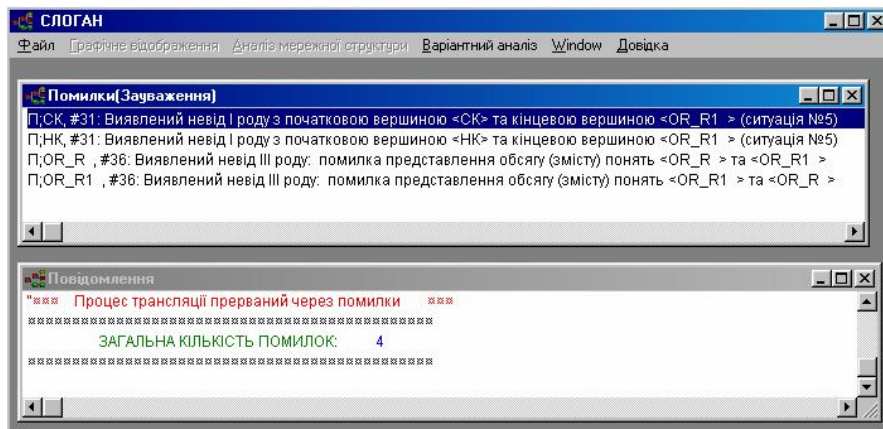 СЛОГАН
Файл Графічне відображення Аналіз мережної структури Варіантний аналіз Window Довідка
Помилки(Зауваження)
П;СК, #31: Виявлений невід І роду з початковою вершиною <СК> та кінцевою вершиною <OR_R1 > (ситуація №5)
П;НК, #31: Виявлений невід І роду з початковою вершиною <НК> та кінцевою вершиною <OR_R1 > (ситуація №5)
П;OR_R , #36: Виявлений невід ІІІ роду: помилка представлення обсягу (змісту) понять <OR_R > та <OR_R1 >
П;OR_R1 , #36: Виявлений невід ІІІ роду: помилка представлення обсягу (змісту) понять <OR_R1 > та <OR_R >
Повідомлення
"¤¤¤ Процес трансляції прерваний через помилки ¤¤¤
ЗАГАЛЬНА КІЛЬКІСТЬ ПОМИЛОК: 4